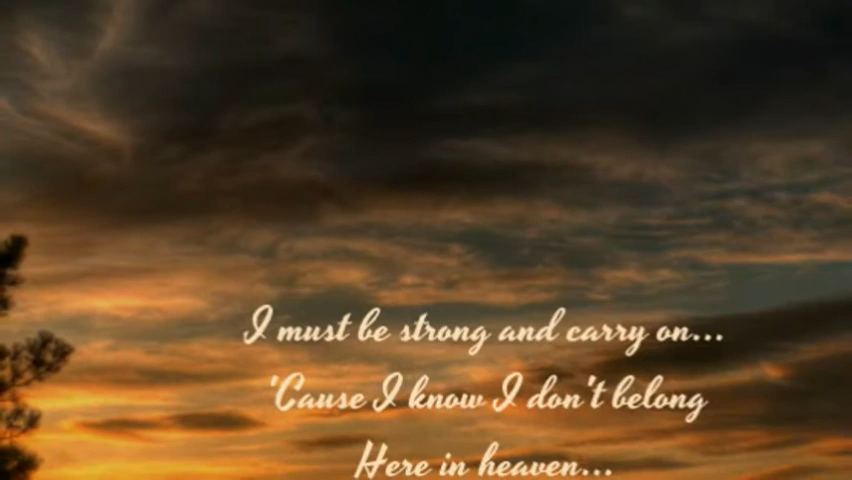 I must be strong and carry on...
'Cause I know I don't belong
Here in heaven...